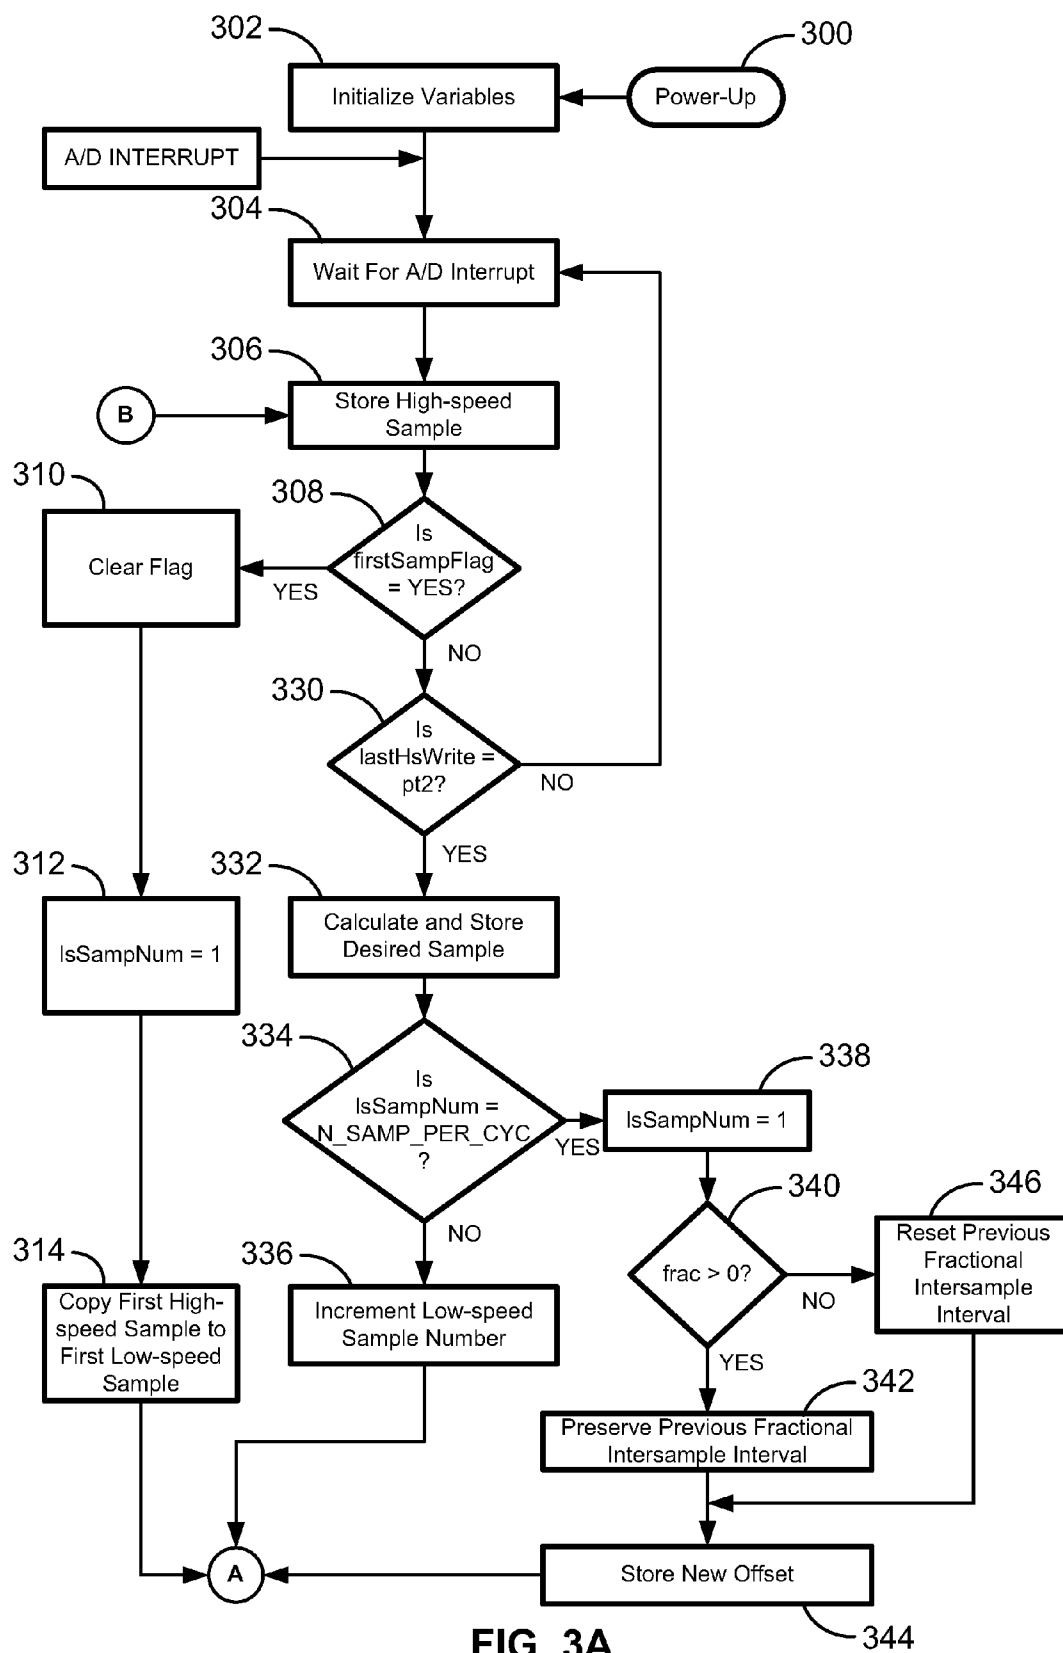 302
300
Initialize Variables
Power-Up
A/D INTERRUPT
304
Wait For A/D Interrupt
306
Store High-speed
Sample
B
310
Clear Flag
308
Is
firstSampFlag
= YES?
YES
NO
330
Is
lastHsWrite =
pt2?
NO
YES
312
lsSampNum = 1
332
Calculate and Store
Desired Sample
334
Is
lsSampNum =
N_SAMP_PER_CYC
?
YES
NO
338
lsSampNum = 1
340
frac > 0?
NO
YES
346
Reset Previous
Fractional
Intersample
Interval
314
Copy First High-
speed Sample to
First Low-speed
Sample
336
Increment Low-speed
Sample Number
342
Preserve Previous Fractional
Intersample Interval
A
Store New Offset
344
FIG. 3A